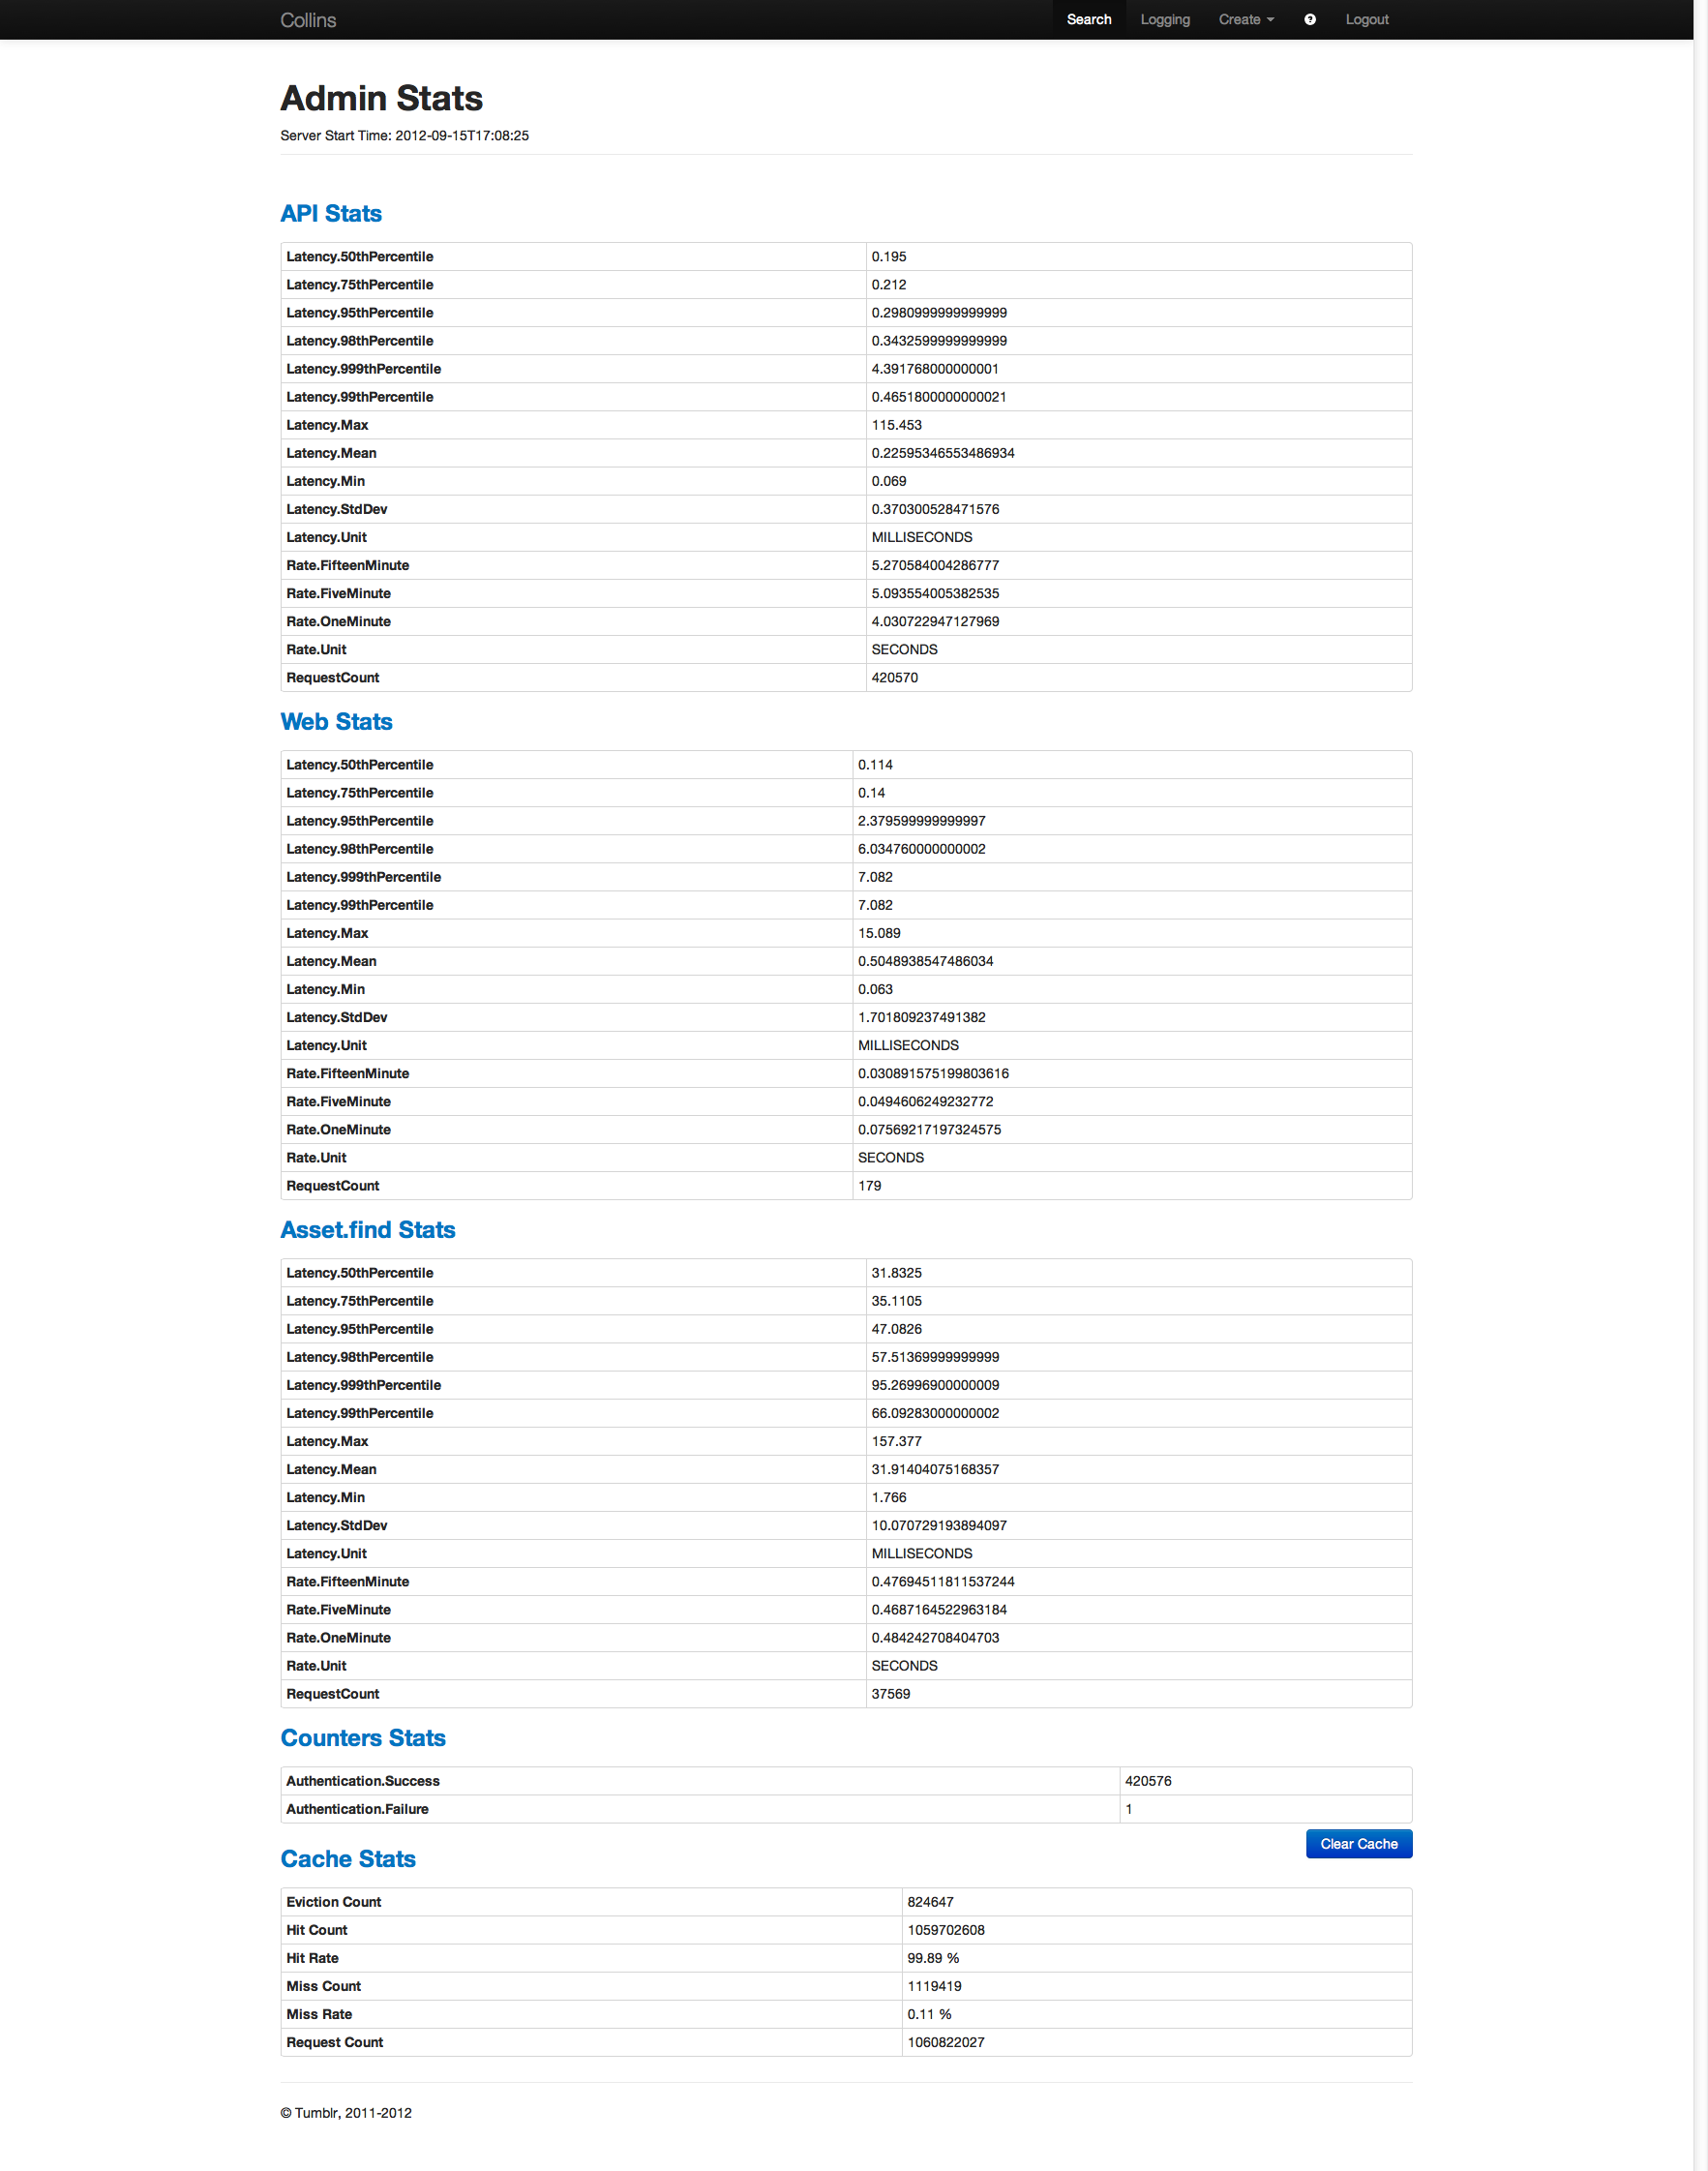 Collins Search Logging Create Logout
Admin Stats
Server Start Time: 2012-09-15T17:08:25
API Stats
Latency.50thPercentile 0.195
Latency.75thPercentile 0.212
Latency.95thPercentile 0.2980999999999999
Latency.98thPercentile 0.3432599999999999
Latency.999thPercentile 4.391768000000001
Latency.99thPercentile 0.4651800000000021
Latency.Max 115.453
Latency.Mean 0.22595346553486934
Latency.Min 0.069
Latency.StdDev 0.370300528471576
Latency.Unit MILLISECONDS
Rate.FifteenMinute 5.270584004286777
Rate.FiveMinute 5.093554005382535
Rate.OneMinute 4.030722947127969
Rate.Unit SECONDS
RequestCount 420570
Web Stats
Latency.50thPercentile 0.114
Latency.75thPercentile 0.14
Latency.95thPercentile 2.379599999999997
Latency.98thPercentile 6.034760000000002
Latency.999thPercentile 7.082
Latency.99thPercentile 7.082
Latency.Max 15.089
Latency.Mean 0.5048938547486034
Latency.Min 0.063
Latency.StdDev 1.701809237491382
Latency.Unit MILLISECONDS
Rate.FifteenMinute 0.030891575199803616
Rate.FiveMinute 0.0494606249232772
Rate.OneMinute 0.07569217197324575
Rate.Unit SECONDS
RequestCount 179
Asset.find Stats
Latency.50thPercentile 31.8325
Latency.75thPercentile 35.1105
Latency.95thPercentile 47.0826
Latency.98thPercentile 57.51369999999999
Latency.999thPercentile 95.26996900000009
Latency.99thPercentile 66.09283000000002
Latency.Max 157.377
Latency.Mean 31.91404075168357
Latency.Min 1.766
Latency.StdDev 10.070729193894097
Latency.Unit MILLISECONDS
Rate.FifteenMinute 0.47694511811537244
Rate.FiveMinute 0.4687164522963184
Rate.OneMinute 0.484242708404703
Rate.Unit SECONDS
RequestCount 37569
Counters Stats
Authentication.Success 420576
Authentication.Failure 1
Clear Cache
Cache Stats
Eviction Count 824647
Hit Count 1059702608
Hit Rate 99.89 %
Miss Count 1119419
Miss Rate 0.11 %
Request Count 1060822027
© Tumblr, 2011-2012